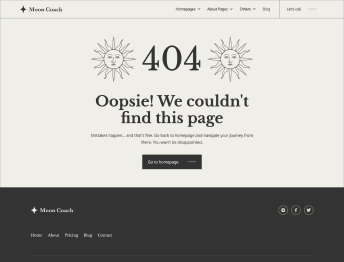 Moon Coach
Homepages
About Pages
Others
Blog
Let's call
404
Oopsie! We couldn't
find this page
Mistakes happen... and that's fine. Go back to homepage and navigate your journey from
there. You won't be disappointed.
Go to homepage
Moon Coach
Home
About
Pricing
Blog
Contact